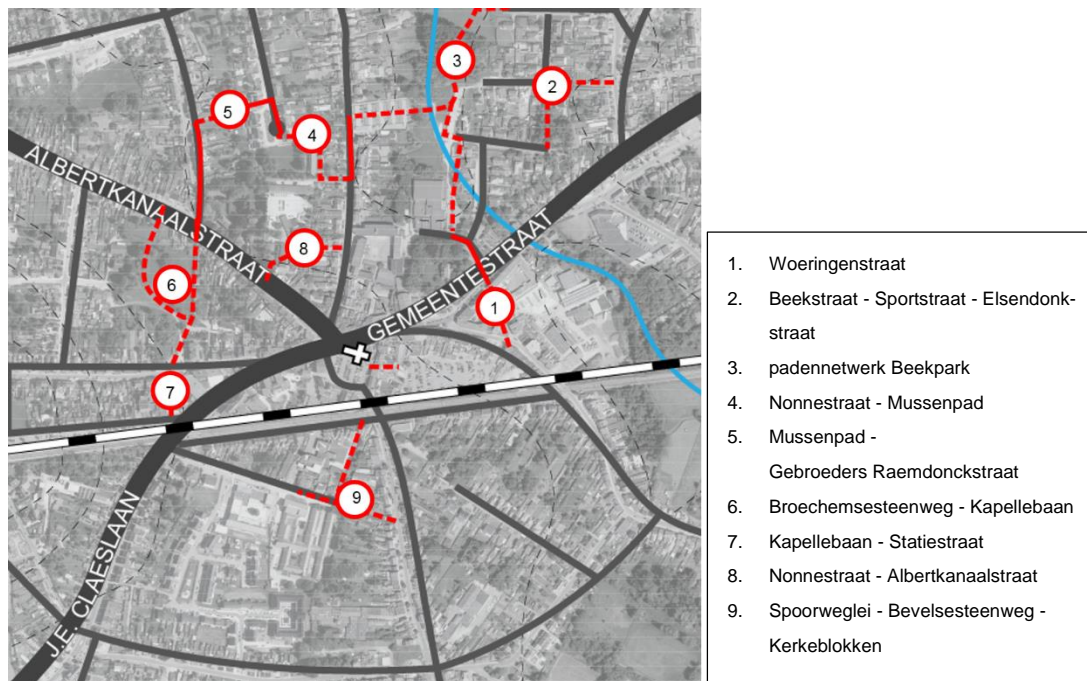 3
2
5
4
ALBERTKANAALSTRAAT
8
6
GEMEENTESTRAAT
1
7
9
J.E. CLAESLAAN
1. Woeringenstraat
2. Beekstraat - Sportstraat - Elsendonk-
straat
3. padennetwerk Beekpark
4. Nonnestraat - Mussenpad
5. Mussenpad -
Gebroeders Raemdonckstraat
6. Broechemsesteenweg - Kapellebaan
7. Kapellebaan - Statiestraat
8. Nonnestraat - Albertkanaalstraat
9. Spoorweglei - Bevelsesteenweg -
Kerkeblokken